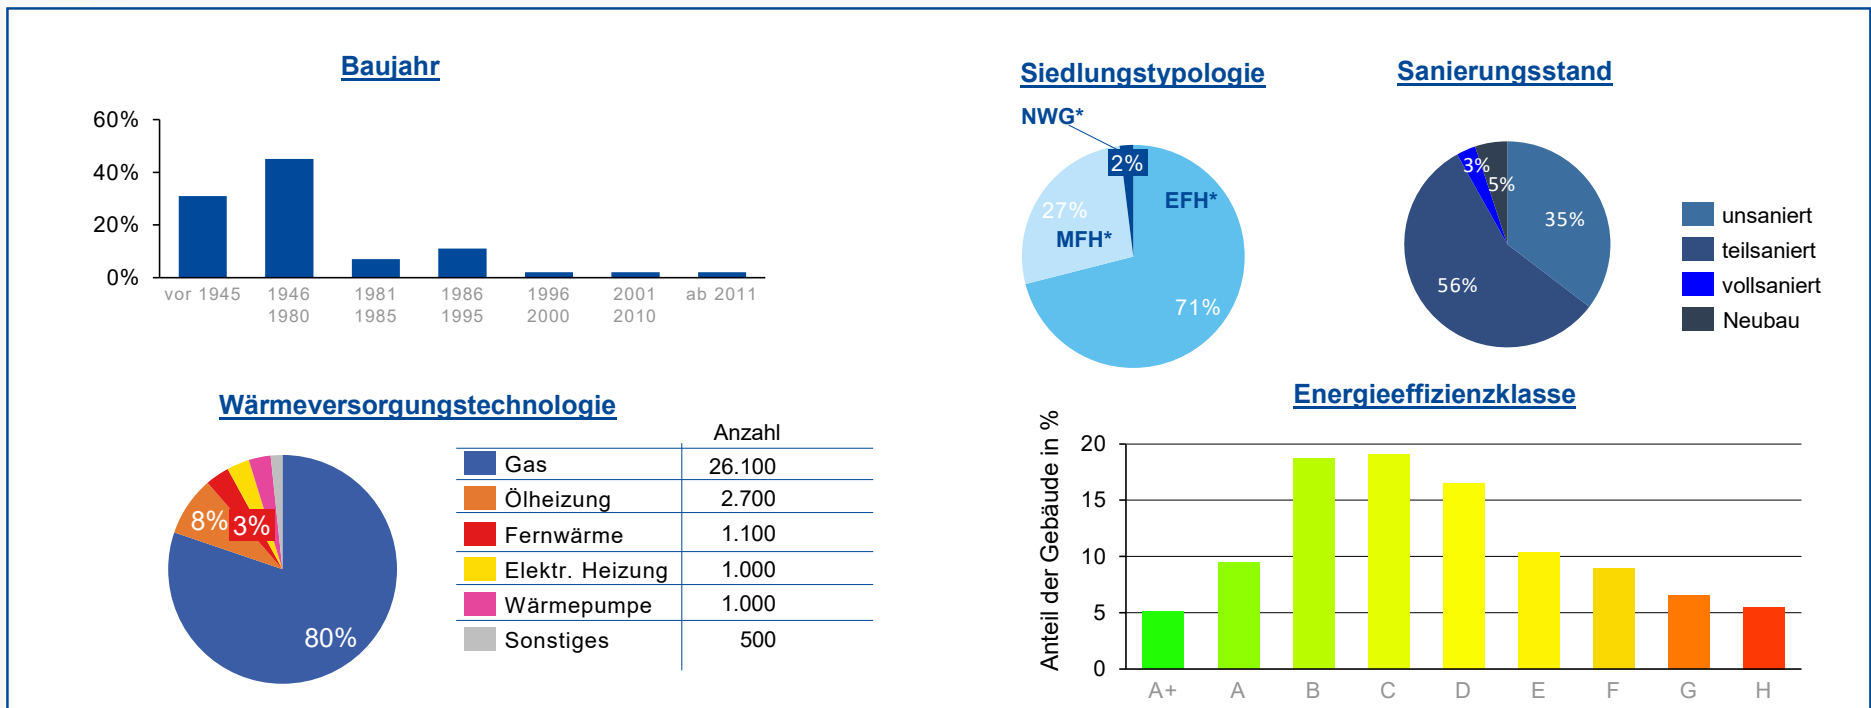 Baujahr
60%
40%
20%
0%
vor 1945
1946
1980
1981
1985
1986
1995
1996
2000
2001
2010
ab 2011
Siedlungstypologie
NWG*
2%
EFH*
27%
MFH*
71%
Sanierungsstand
3%
5%
35%
56%
unsaniert
teilsaniert
vollsaniert
Neubau
Wärmeversorgungstechnologie
8%
3%
80%
Anzahl
Gas 26.100
Ölheizung 2.700
Fernwärme 1.100
Elektr. Heizung 1.000
Wärmepumpe 1.000
Sonstiges 500
Energieeffizienzklasse
Anteil der Gebäude in %
20
15
10
5
0
A+ A B C D E F G H